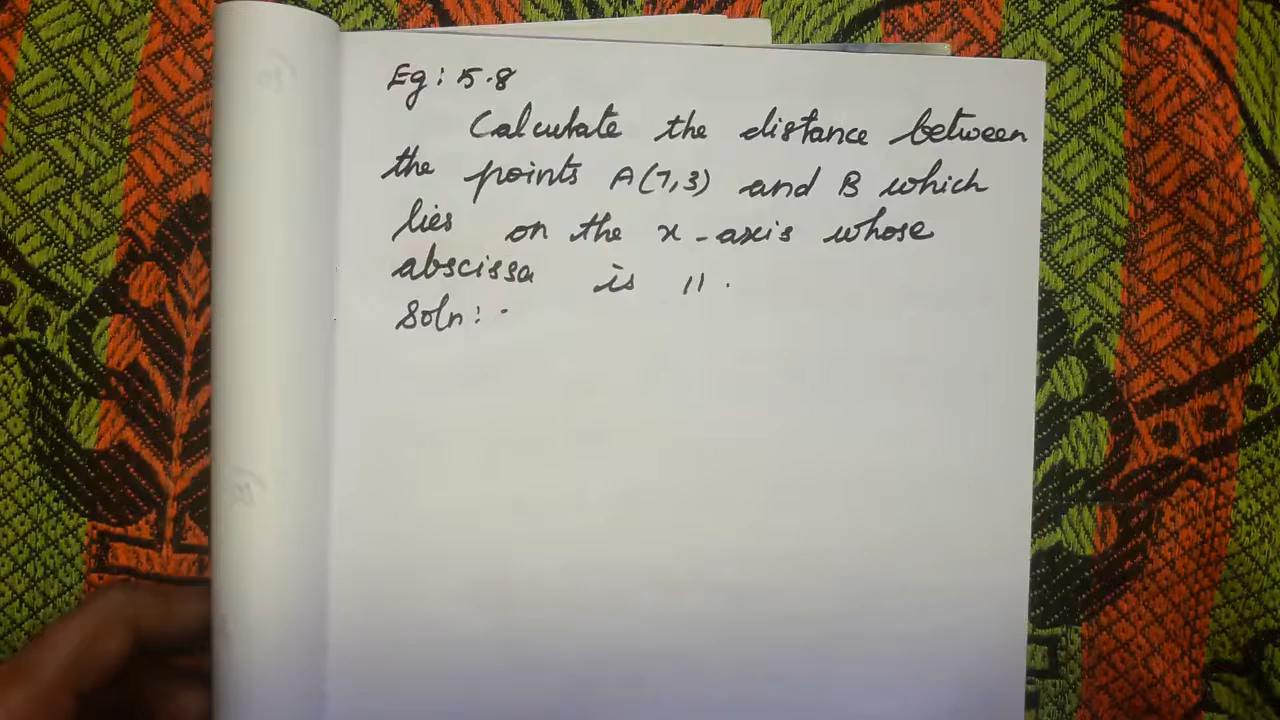 Eg: 5.8
Calculate the distance between
the points A(7,3) and B which
lies on the x-axis whose
abscissa is 11.
Soln:-